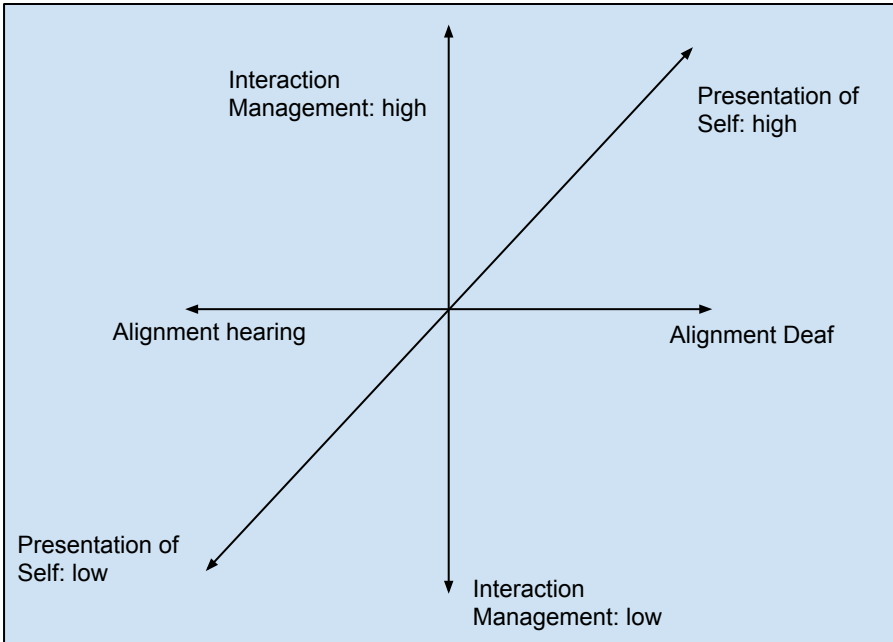 Interaction
Management: high
Presentation of
Self: high
Alignment hearing
Alignment Deaf
Presentation of
Self: low
Interaction
Management: low